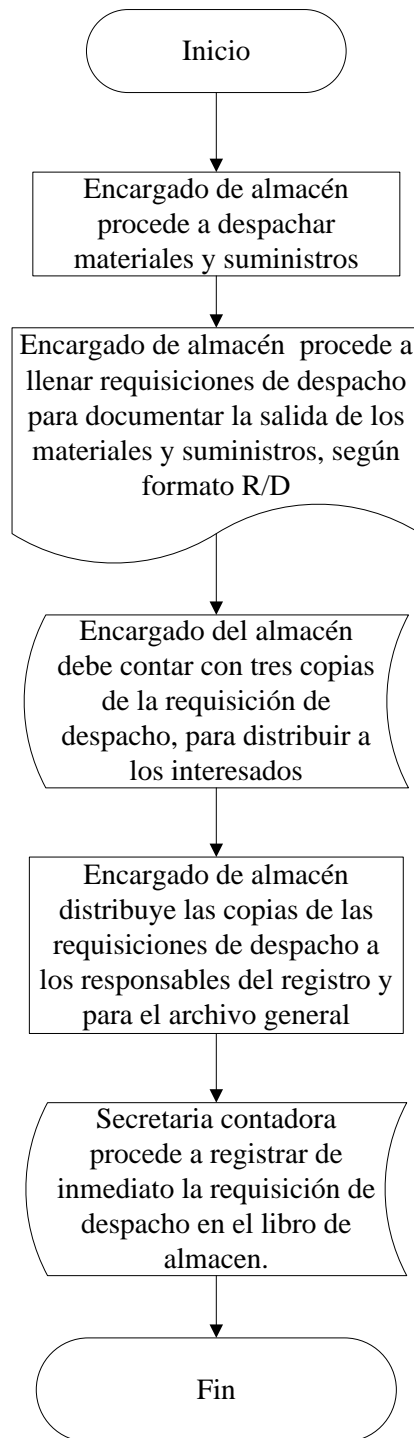 Inicio
Encargado de almacén
procede a despachar
materiales y suministros
Encargado de almacén procede a
llenar requisiciones de despacho
para documentar la salida de los
materiales y suministros, según
formato R/D
Encargado del almacén
debe contar con tres copias
de la requisición de
despacho, para distribuir a
los interesados
Encargado de almacén
distribuye las copias de las
requisiciones de despacho a
los responsables del registro y
para el archivo general
Secretaria contadora
procede a registrar de
inmediato la requisición de
despacho en el libro de
almacen.
Fin